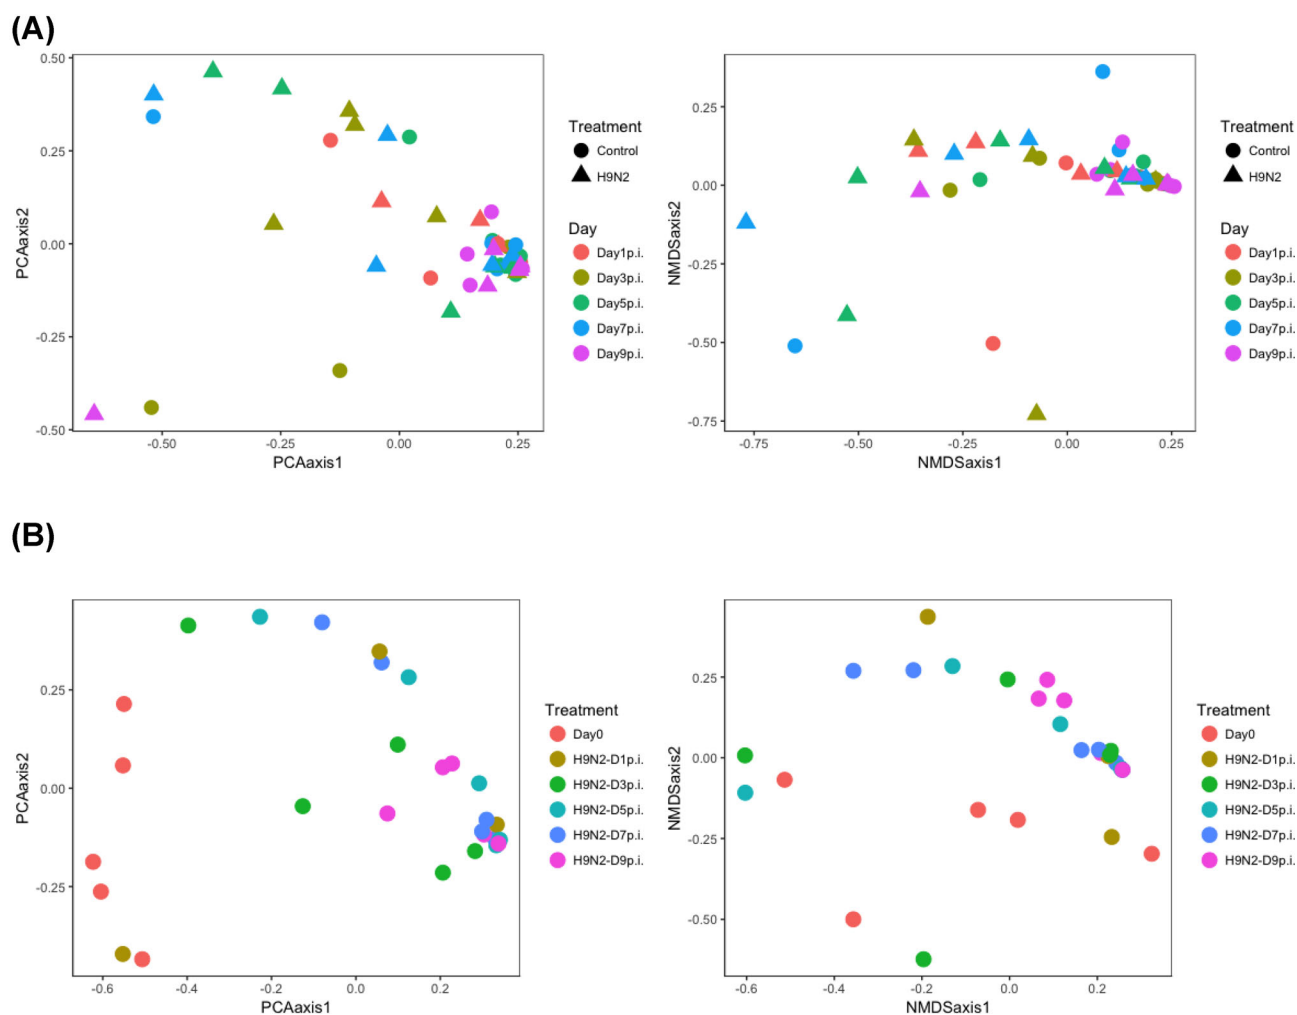 (A)
0.50
0.25
0.00
-0.25
-0.50
PCAaxis2
-0.50
-0.25
0.00
0.25
PCAaxis1
Treatment
Control
H9N2
Day
Day1p.i.
Day3p.i.
Day5p.i.
Day7p.i.
Day9p.i.
0.25
0.00
-0.25
-0.50
-0.75
NMDSaxis2
-0.75
-0.50
-0.25
0.00
0.25
NMDSaxis1
Treatment
Control
H9N2
Day
Day1p.i.
Day3p.i.
Day5p.i.
Day7p.i.
Day9p.i.
(B)
0.25
0.00
-0.25
PCAaxis2
-0.6
-0.4
-0.2
0.0
0.2
PCAaxis1
Treatment
Day0
H9N2-D1p.i.
H9N2-D3p.i.
H9N2-D5p.i.
H9N2-D7p.i.
H9N2-D9p.i.
0.25
0.00
-0.25
-0.50
NMDSaxis2
-0.6
-0.4
-0.2
0.0
0.2
NMDSaxis1
Treatment
Day0
H9N2-D1p.i.
H9N2-D3p.i.
H9N2-D5p.i.
H9N2-D7p.i.
H9N2-D9p.i.